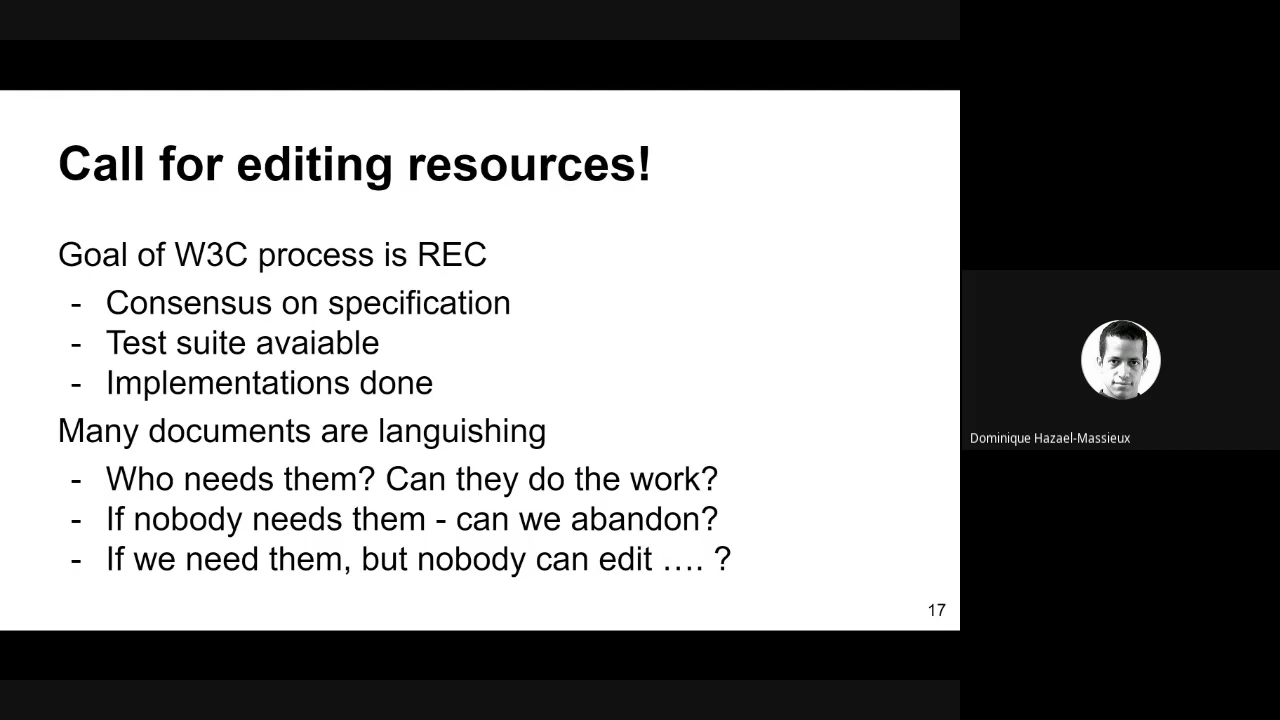 Call for editing resources!
Goal of W3C process is REC
- Consensus on specification
- Test suite avaiable
- Implementations done
Many documents are languishing
- Who needs them? Can they do the work?
- If nobody needs them - can we abandon?
- If we need them, but nobody can edit .... ?
17
Dominique Hazael-Massieux